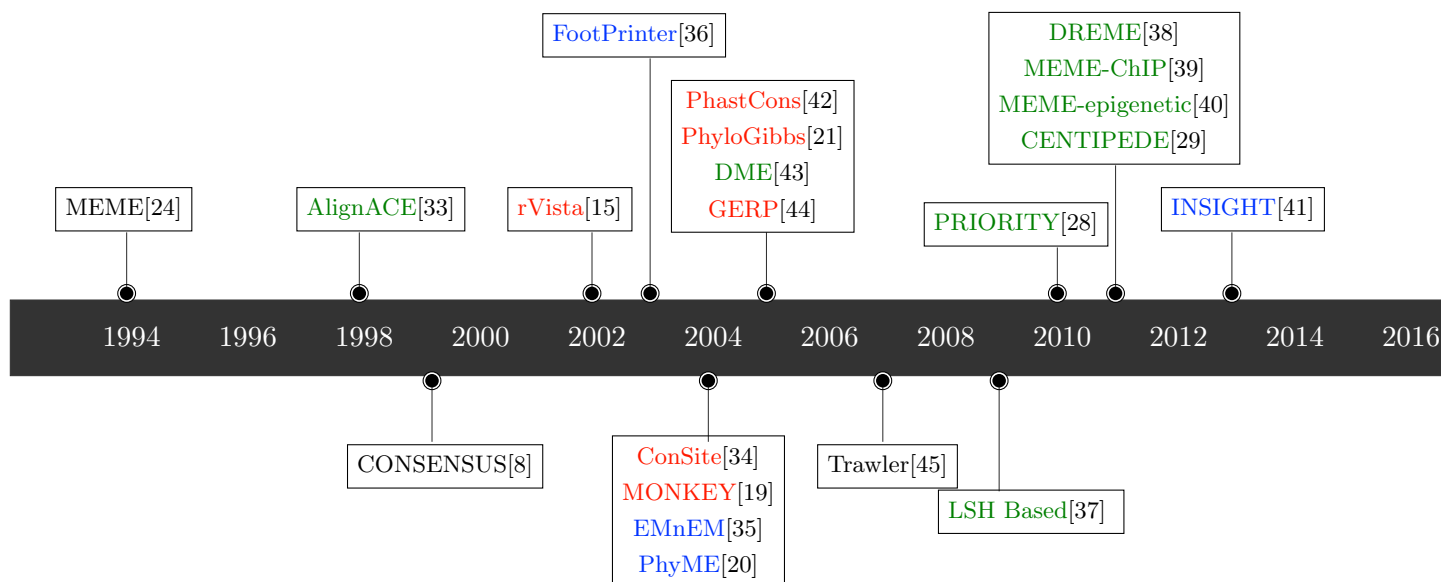 FootPrinter[36]
DREME[38]
MEME-ChIP[39]
MEME-epigenetic[40]
CENTIPEDE[29]
PhastCons[42]
PhyloGibbs[21]
DME[43]
GERP[44]
MEME[24]
AlignACE[33]
rVista[15]
PRIORITY[28]
INSIGHT[41]
1994 1996 1998 2000 2002 2004 2006 2008 2010 2012 2014 2016
CONSENSUS[8]
ConSite[34]
MONKEY[19]
EMnEM[35]
PhyME[20]
Trawler[45]
LSH Based[37]